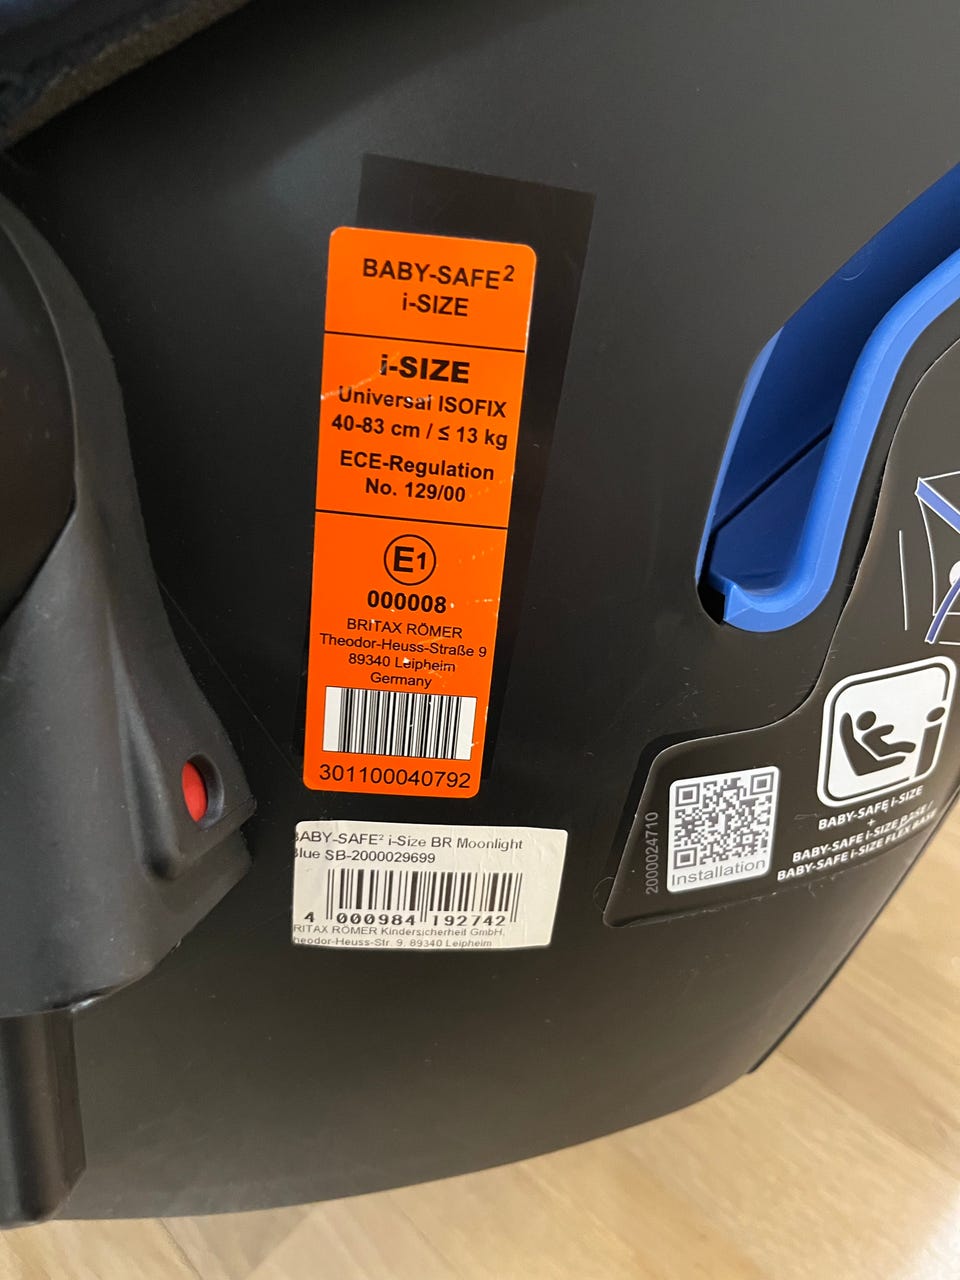 BABY-SAFE²
i-SIZE
i-SIZE
Universal ISOFIX
40-83 cm / ≤ 13 kg
ECE-Regulation
No. 129/00
E1
000008
BRITAX RÖMER
Theodor-Heuss-Straße 9
89340 Leipheim
Germany
301100040792
BABY-SAFE² i-Size BR Moonlight
Blue SB-2000029699
4 000984 192742
BRITAX RÖMER Kindersicherheit GmbH,
Theodor-Heuss-Str. 9, 89340 Leipheim
2000024710
Installation
BABY-SAFE i-SIZE
+
BABY-SAFE i-SIZE BASE /
BABY-SAFE i-SIZE FLEX BASE